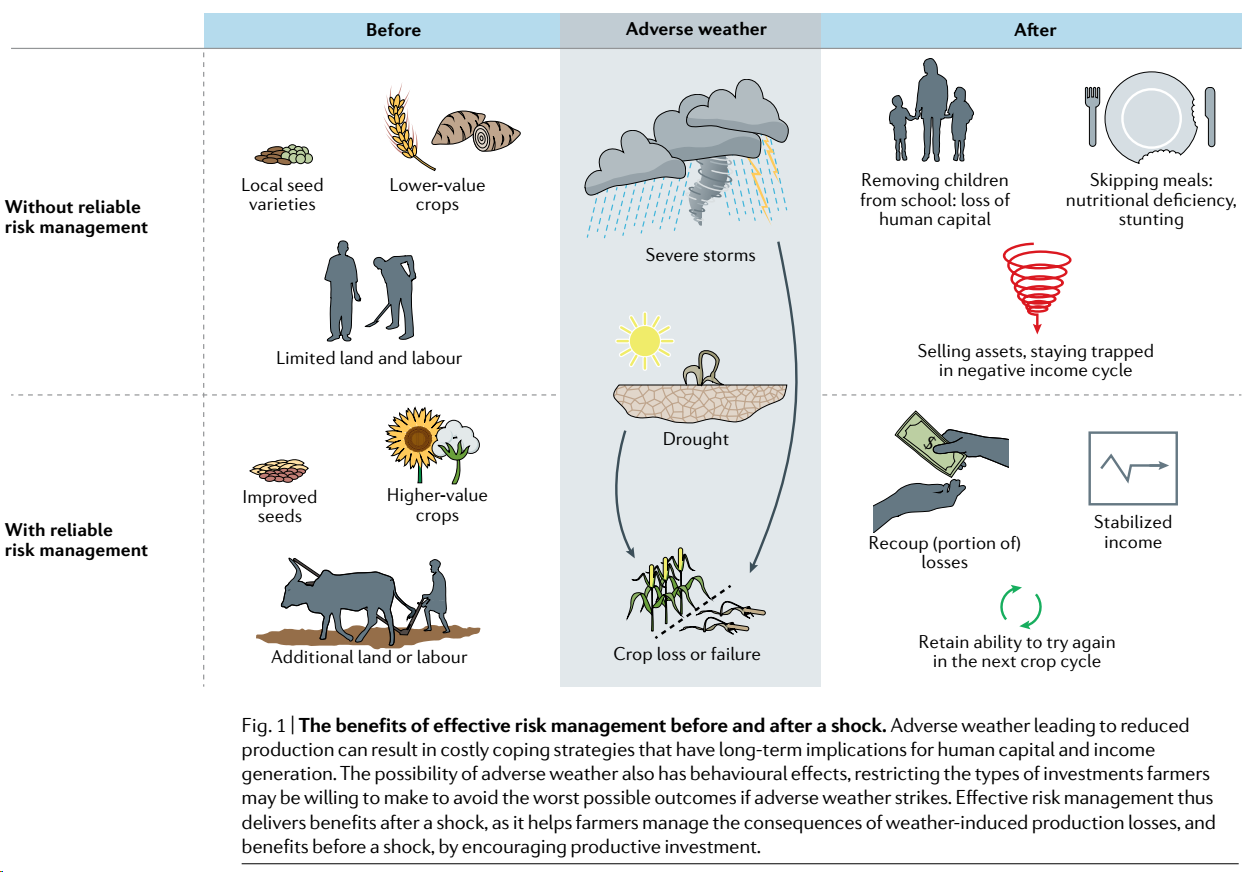 Before
Adverse weather
After
Without reliable
risk management
Local seed
varieties
Lower-value
crops
Limited land and labour
Severe storms
Drought
Removing children
from school: loss of
human capital
Skipping meals:
nutritional deficiency,
stunting
Selling assets, staying trapped
in negative income cycle
With reliable
risk management
Improved
seeds
Higher-value
crops
Additional land or labour
Crop loss or failure
$
Recoup (portion of)
losses
Stabilized
income
Retain ability to try again
in the next crop cycle
Fig. 1 | The benefits of effective risk management before and after a shock. Adverse weather leading to reduced
production can result in costly coping strategies that have long-term implications for human capital and income
generation. The possibility of adverse weather also has behavioural effects, restricting the types of investments farmers
may be willing to make to avoid the worst possible outcomes if adverse weather strikes. Effective risk management thus
delivers benefits after a shock, as it helps farmers manage the consequences of weather-induced production losses, and
benefits before a shock, by encouraging productive investment.